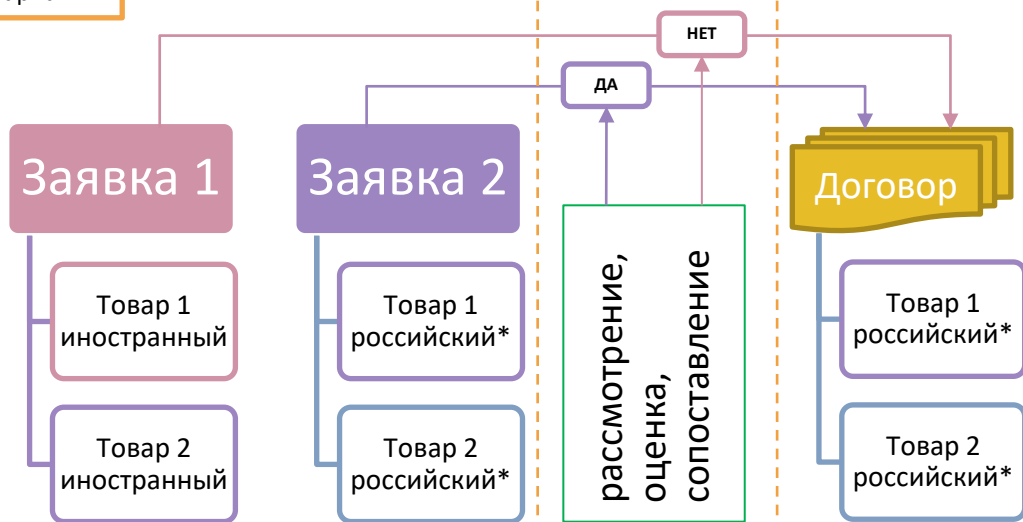 НЕТ
ДА
Заявка 1
Заявка 2
Договор
Товар 1
иностранный
Товар 2
иностранный
Товар 1
российский*
Товар 2
российский*
рассмотрение,
оценка,
сопоставление
Товар 1
российский*
Товар 2
российский*